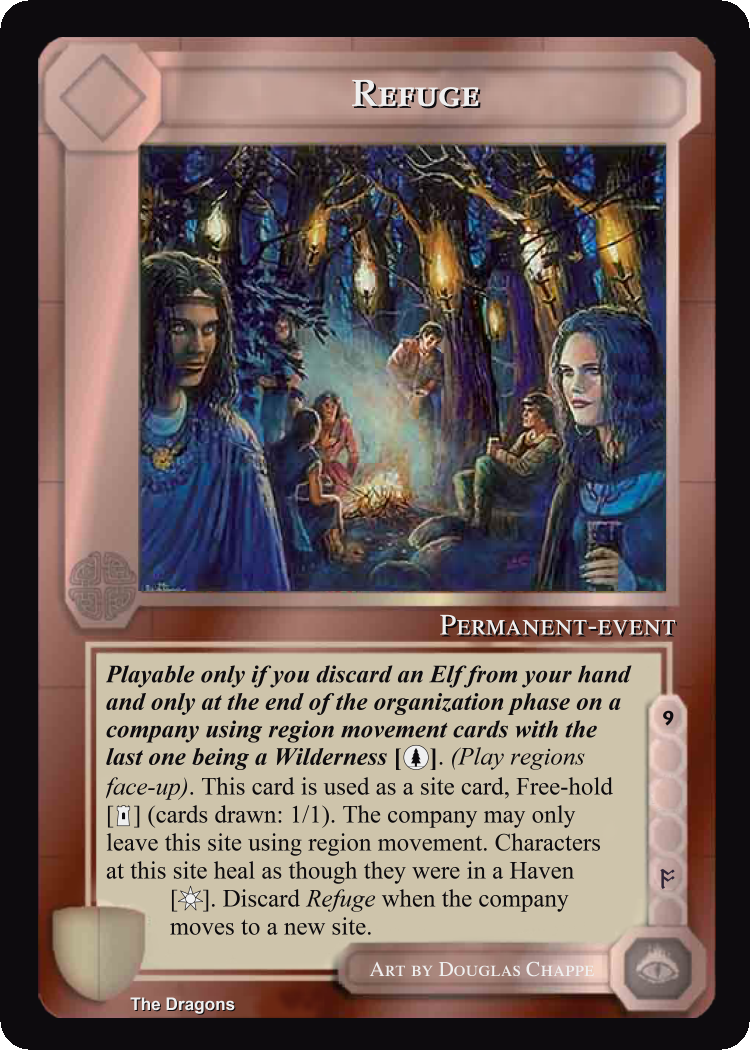 Refuge
Permanent-event
Playable only if you discard an Elf from your hand
and only at the end of the organization phase on a
company using region movement cards with the
last one being a Wilderness [ ]. (Play regions
face-up). This card is used as a site card, Free-hold
[ ] (cards drawn: 1/1). The company may only
leave this site using region movement. Characters
at this site heal as though they were in a Haven
[ ]. Discard Refuge when the company
moves to a new site.
9
ᚩ
Art by Douglas Chaffe
The Dragons